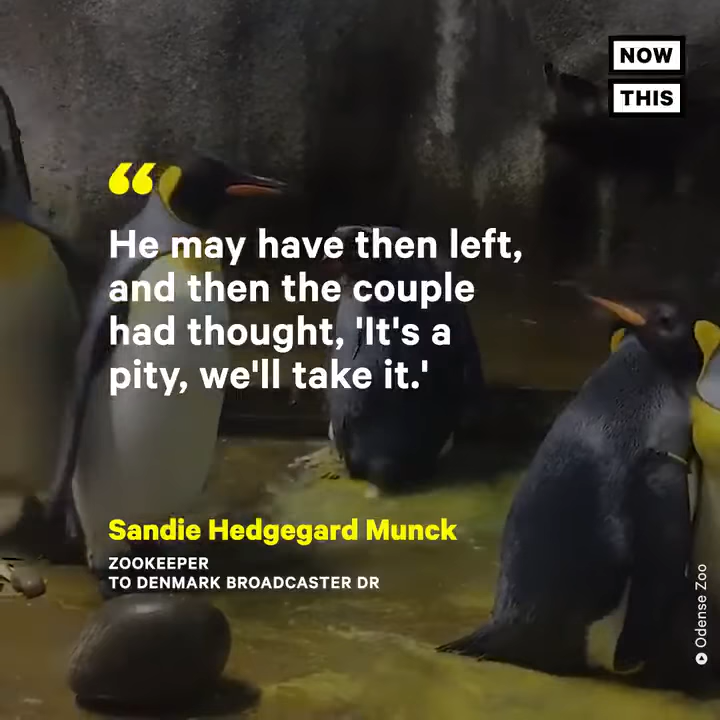 NOW
THIS
“
He may have then left,
and then the couple
had thought, 'It's a
pity, we'll take it.'
Sandie Hedgegard Munck
ZOOKEEPER
TO DENMARK BROADCASTER DR
Odense Zoo